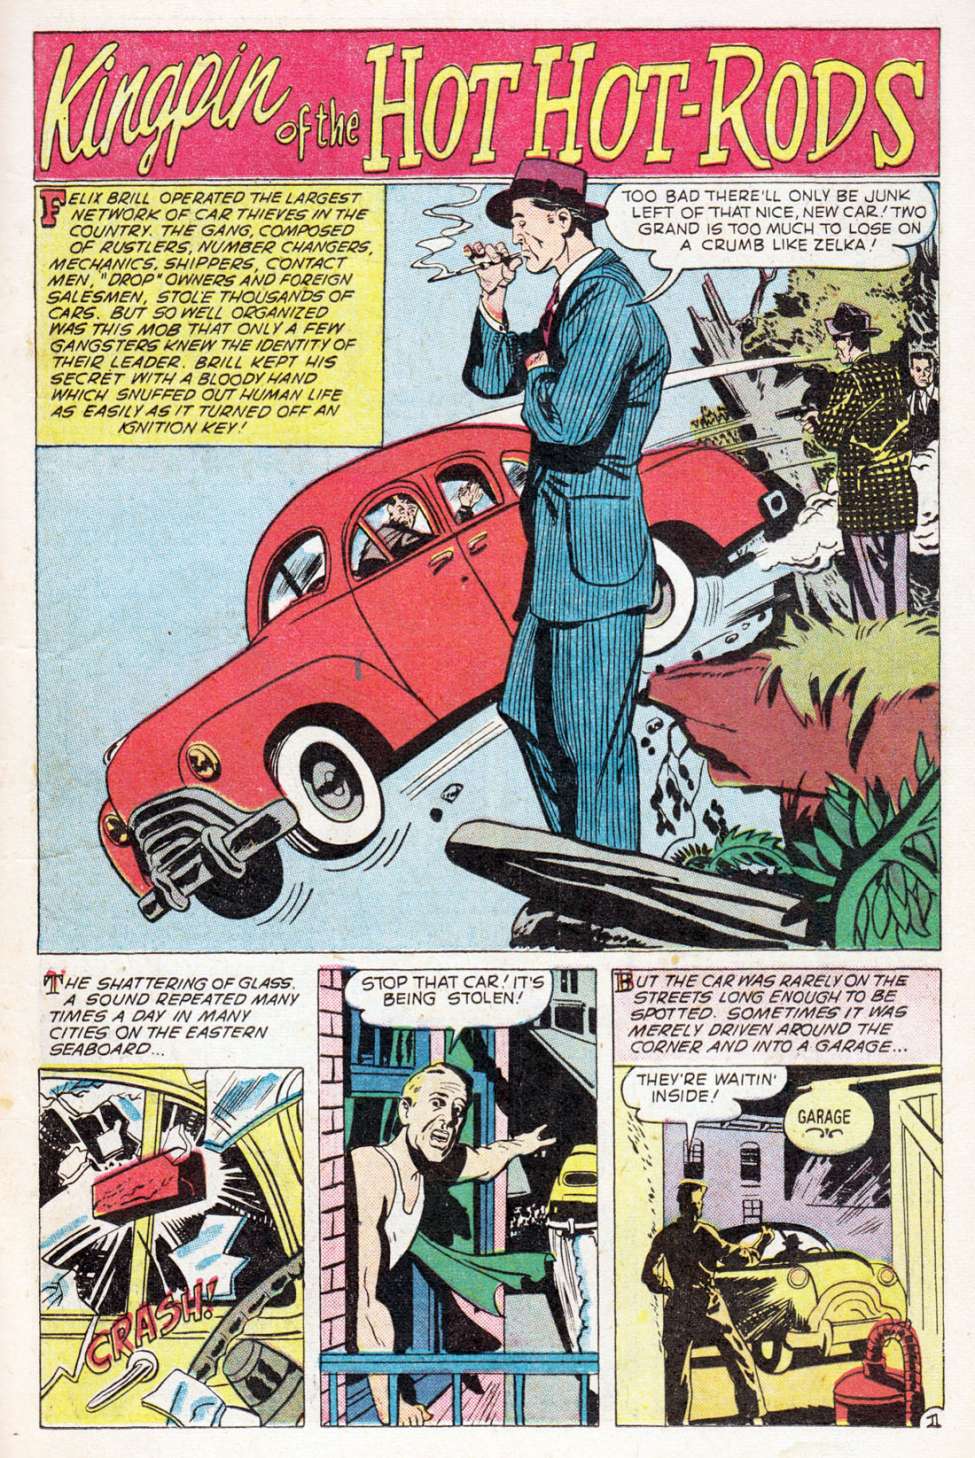 Kingpin of the HOT HOT-RODS
FELIX BRILL OPERATED THE LARGEST
NETWORK OF CAR THIEVES IN THE
COUNTRY. THE GANG, COMPOSED
OF RUSTLERS, NUMBER CHANGERS,
MECHANICS, SHIPPERS, CONTACT
MEN, "DROP" OWNERS AND FOREIGN
SALESMEN, STOLE THOUSANDS OF
CARS. BUT SO WELL ORGANIZED
WAS THIS MOB THAT ONLY A FEW
GANGSTERS KNEW THE IDENTITY OF
THEIR LEADER. BRILL KEPT HIS
SECRET WITH A BLOODY HAND
WHICH SNUFFED OUT HUMAN LIFE
AS EASILY AS IT TURNED OFF AN
IGNITION KEY!
TOO BAD THERE'LL ONLY BE JUNK
LEFT OF THAT NICE, NEW CAR! TWO
GRAND IS TOO MUCH TO LOSE ON
A CRUMB LIKE ZELKA!
THE SHATTERING OF GLASS.
A SOUND REPEATED MANY
TIMES A DAY IN MANY
CITIES ON THE EASTERN
SEABOARD...
CRASH!
STOP THAT CAR! IT'S
BEING STOLEN!
BUT THE CAR WAS RARELY ON THE
STREETS LONG ENOUGH TO BE
SPOTTED. SOMETIMES IT WAS
MERELY DRIVEN AROUND THE
CORNER AND INTO A GARAGE...
THEY'RE WAITIN'
INSIDE!
GARAGE
1